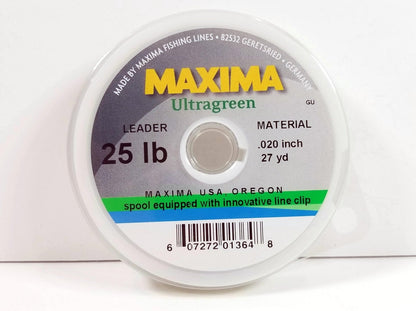 MADE BY MAXIMA FISHING LINES • 82532 GERETSRIED • GERMANY
MAXIMA
Ultragreen
GU
LEADER MATERIAL
25 lb .020 inch
27 yd
MAXIMA USA, OREGON
spool equipped with innovative line clip
6 07272 01364 8